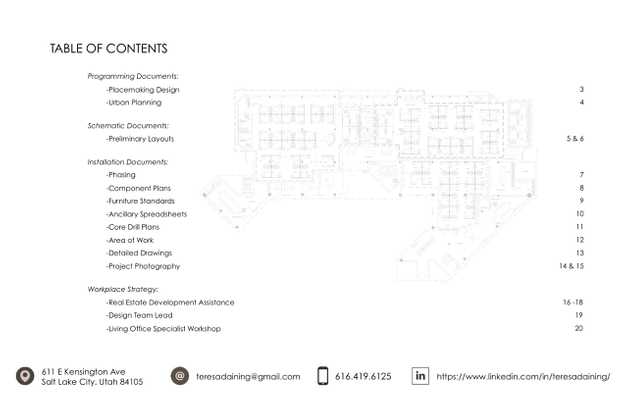 TABLE OF CONTENTS
Programming Documents:
-Placemaking Design 3
-Urban Planning 4
Schematic Documents:
-Preliminary Layouts 5 & 6
Installation Documents:
-Phasing 7
-Component Plans 8
-Furniture Standards 9
-Ancillary Spreadsheets 10
-Core Drill Plans 11
-Area of Work 12
-Detailed Drawings 13
-Project Photography 14 & 15
Workplace Strategy:
-Real Estate Development Assistance 16 -18
-Design Team Lead 19
-Living Office Specialist Workshop 20
611 E Kensington Ave
Salt Lake City, Utah 84105
@ teresadaining@gmail.com
616.419.6125
in https://www.linkedin.com/in/teresadaining/